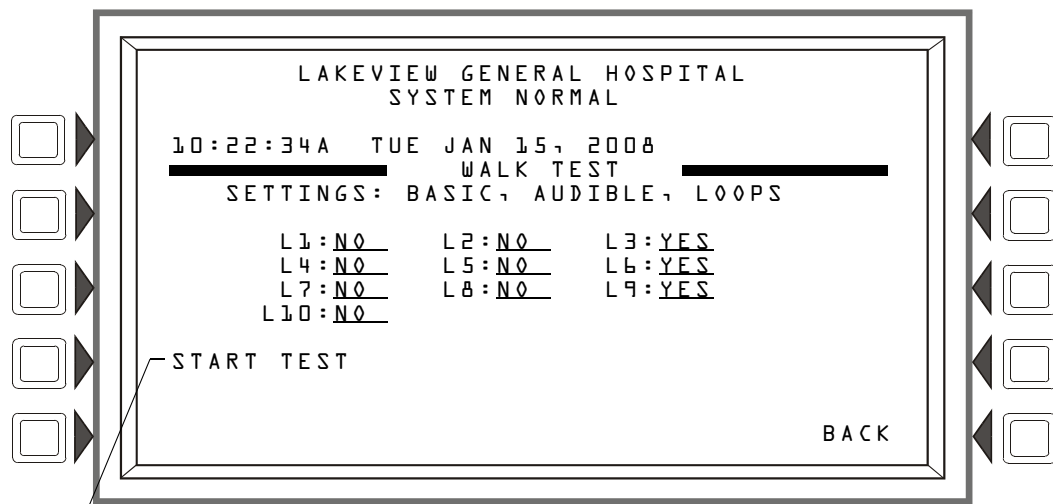 LAKEVIEW GENERAL HOSPITAL
SYSTEM NORMAL
10:22:34A TUE JAN 15, 2008
WALK TEST
SETTINGS: BASIC, AUDIBLE, LOOPS
L1:NO L2:NO L3:YES
L4:NO L5:NO L6:YES
L7:NO L8:NO L9:YES
L10:NO
START TEST
BACK